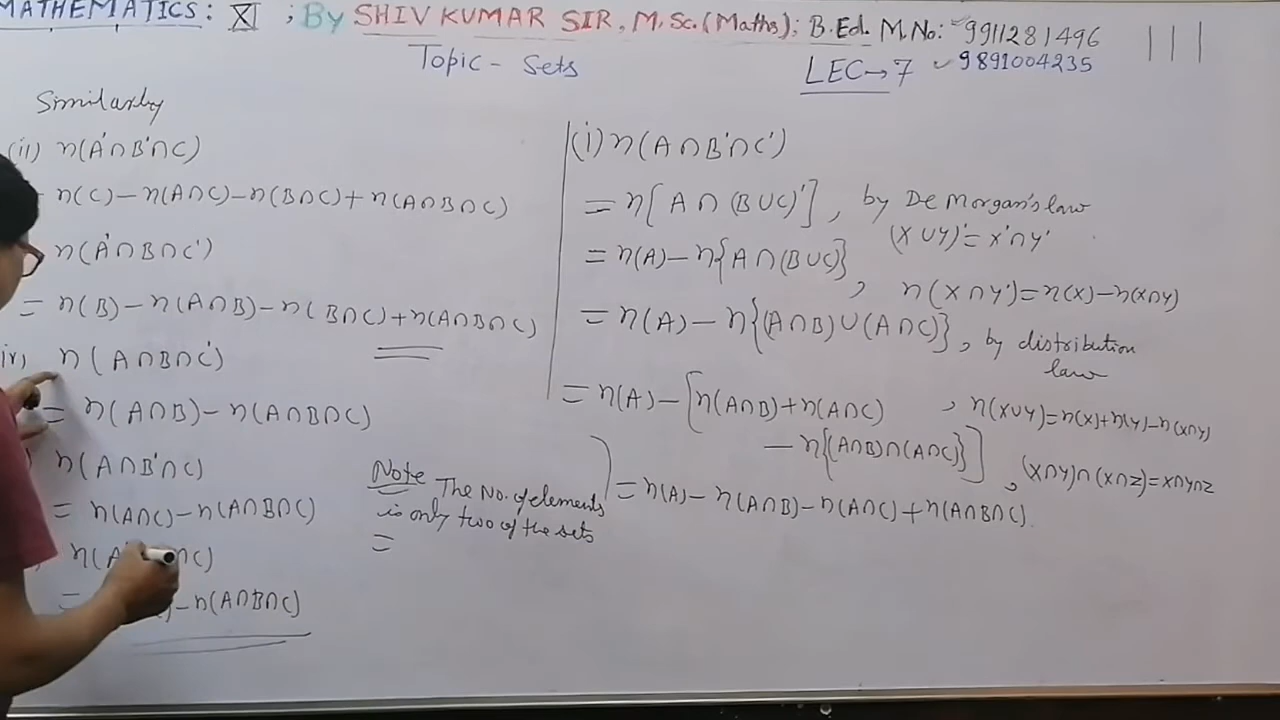 MATHEMATICS: XI ; By SHIV KUMAR SIR, M.Sc.(Maths); B.Ed. M.No: 9911281496
Topic - Sets
LEC→7 9891004235
Similarly
(ii) n(A'∩B'∩C)
n(C)-n(A∩C)-n(B∩C)+n(A∩B∩C)
n(A'∩B∩C')
= n(B)-n(A∩B)-n(B∩C)+n(A∩B∩C)
iv) n(A∩B∩C')
= n(A∩B)-n(A∩B∩C)
n(A∩B'∩C)
= n(A∩C)-n(A∩B∩C)
n(A' ∩C)
= -n(A∩B∩C)
Note The No. of elements
is only two of the sets
=
(i) n(A∩B'∩C')
= n[A∩(B∪C)'], by De Morgan's law
(X∪Y)'=X'∩Y'
= n(A)-n{A∩(B∪C)}
, n(X∩Y')=n(X)-n(X∩Y)
= n(A)-n{(A∩B)∪(A∩C)}, by distribution
law
= n(A)-[n(A∩B)+n(A∩C) , n(X∪Y)=n(X)+n(Y)-n(X∩Y)
-n{(A∩B)∩(A∩C)}] , (X∩Y)∩(X∩Z)=X∩Y∩Z
= n(A)-n(A∩B)-n(A∩C)+n(A∩B∩C).